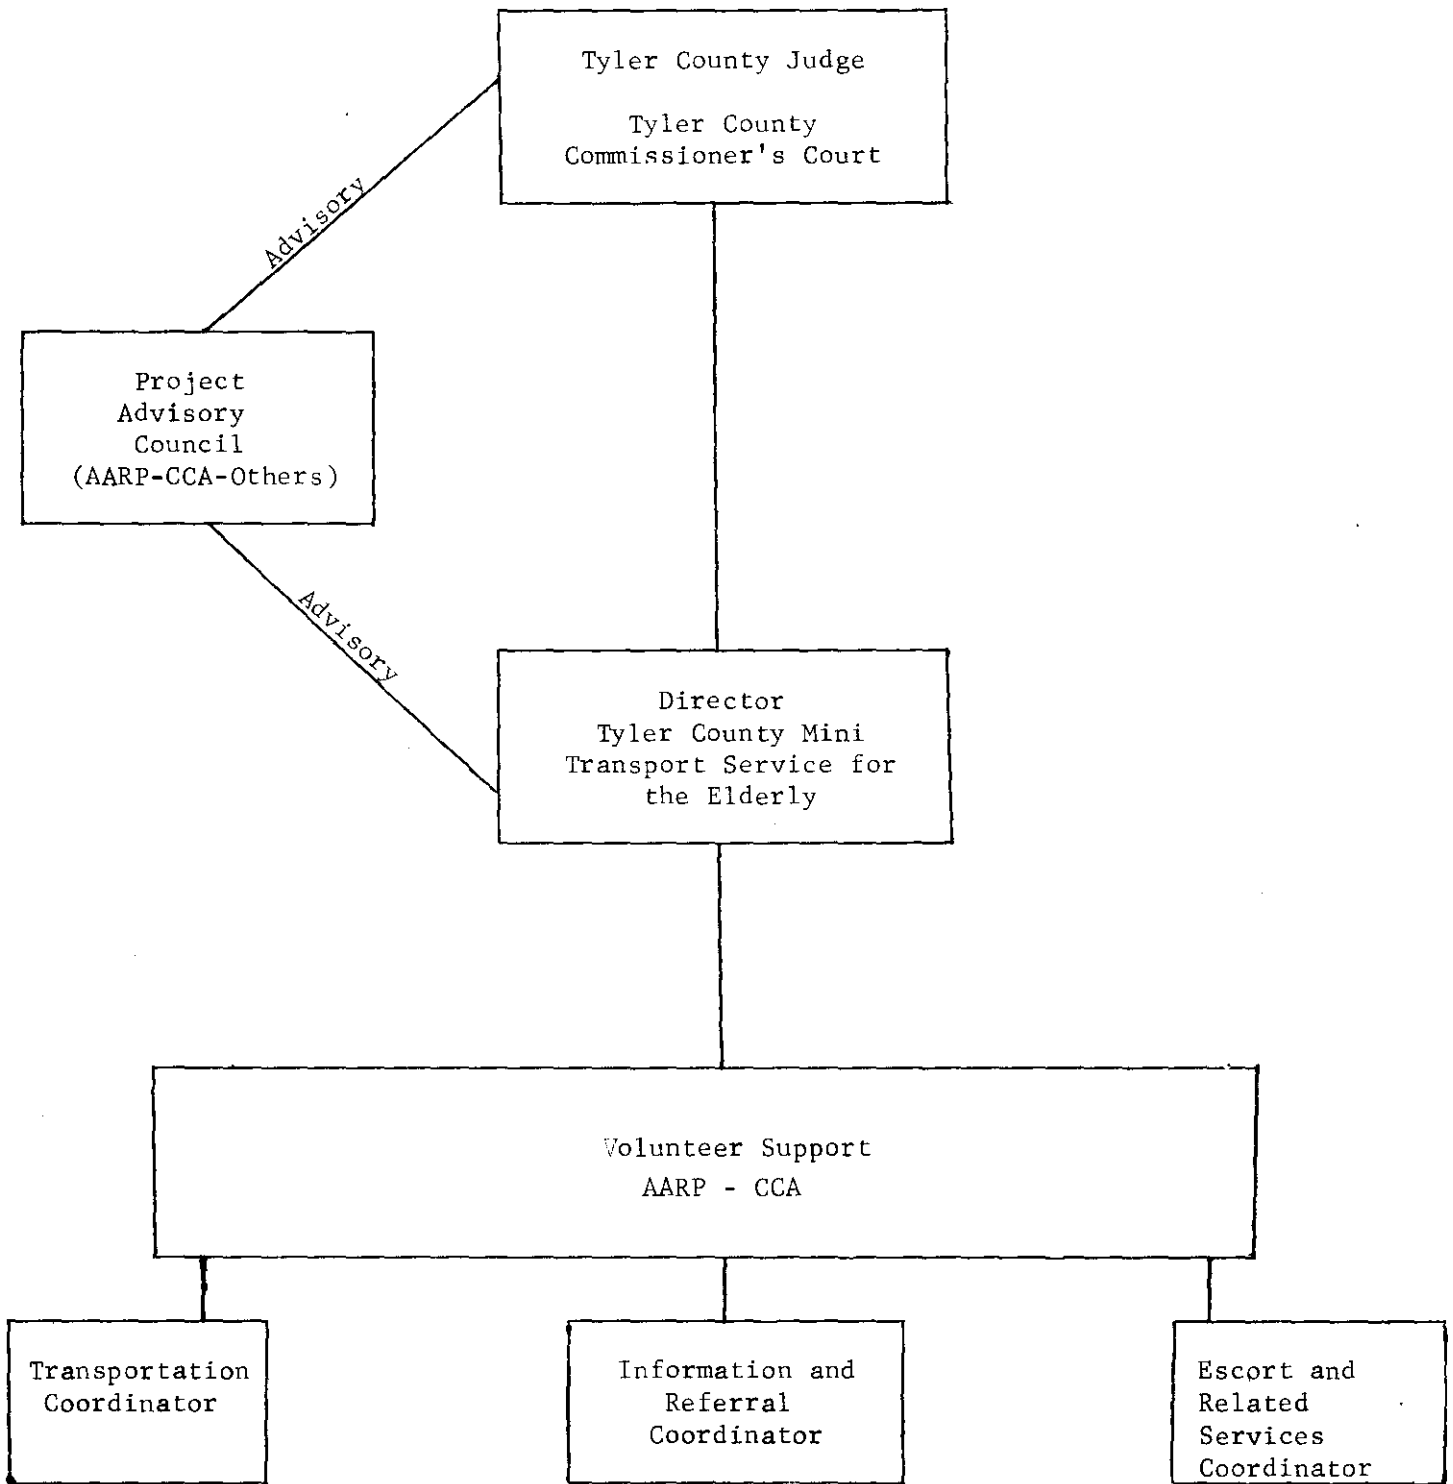 Tyler County Judge
Tyler County
Commissioner's Court
Advisory
Project
Advisory
Council
(AARP-CCA-Others)
Advisory
Director
Tyler County Mini
Transport Service for
the Elderly
Volunteer Support
AARP - CCA
Transportation
Coordinator
Information and
Referral
Coordinator
Escort and
Related
Services
Coordinator